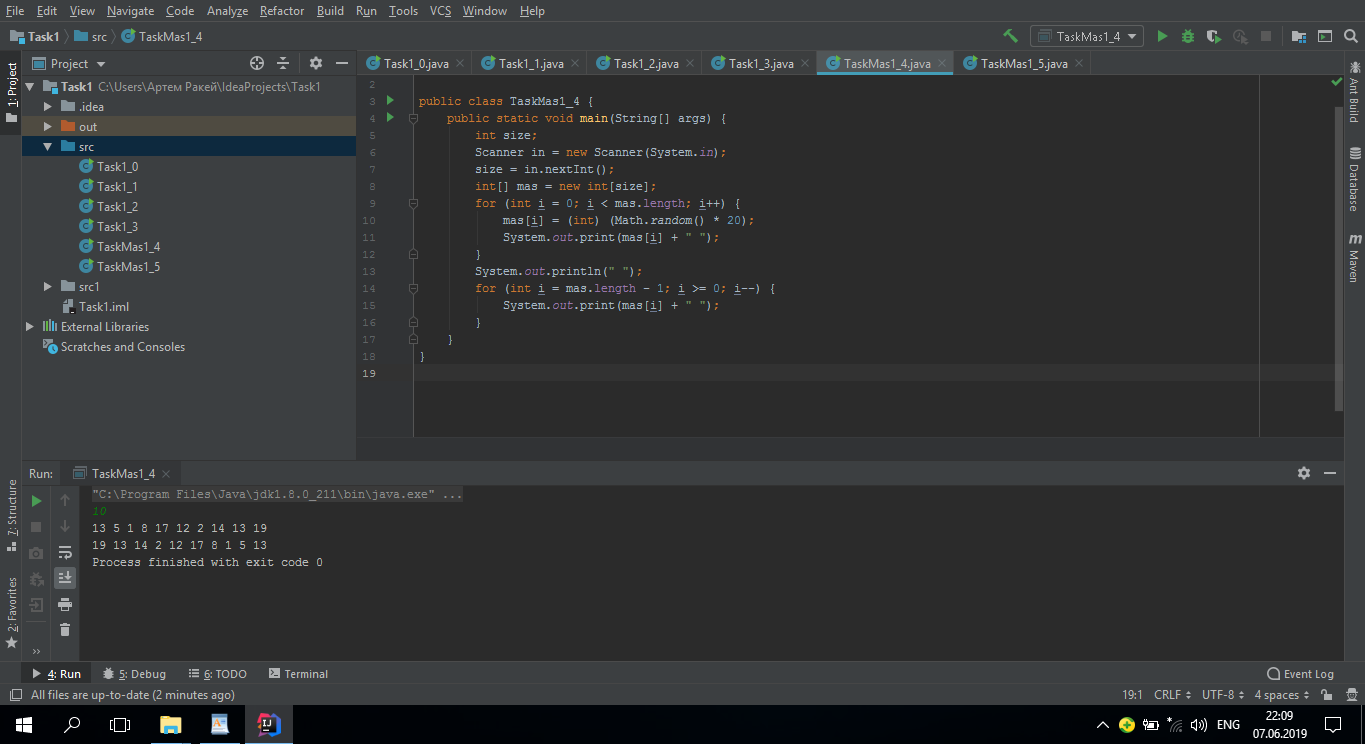 File Edit View Navigate Code Analyze Refactor Build Run Tools VCS Window Help
Task1 src TaskMas1_4 TaskMas1_4
1: Project
Project
Task1 C:\Users\Артем Ракей\IdeaProjects\Task1
.idea
out
src
Task1_0
Task1_1
Task1_2
Task1_3
TaskMas1_4
TaskMas1_5
src1
Task1.iml
External Libraries
Scratches and Consoles
Task1_0.java Task1_1.java Task1_2.java Task1_3.java TaskMas1_4.java TaskMas1_5.java
2
3 public class TaskMas1_4 {
4 public static void main(String[] args) {
5 int size;
6 Scanner in = new Scanner(System.in);
7 size = in.nextInt();
8 int[] mas = new int[size];
9 for (int i = 0; i < mas.length; i++) {
10 mas[i] = (int) (Math.random() * 20);
11 System.out.print(mas[i] + " ");
12 }
13 System.out.println(" ");
14 for (int i = mas.length - 1; i >= 0; i--) {
15 System.out.print(mas[i] + " ");
16 }
17 }
18 }
19
Ant Build
Database
m Maven
7: Structure
2: Favorites
Run: TaskMas1_4
"C:\Program Files\Java\jdk1.8.0_211\bin\java.exe" ...
10
13 5 1 8 17 12 2 14 13 19
19 13 14 2 12 17 8 1 5 13
Process finished with exit code 0
4: Run 5: Debug 6: TODO Terminal Event Log
All files are up-to-date (2 minutes ago) 19:1 CRLF UTF-8 4 spaces
IJ ENG 22:09
07.06.2019